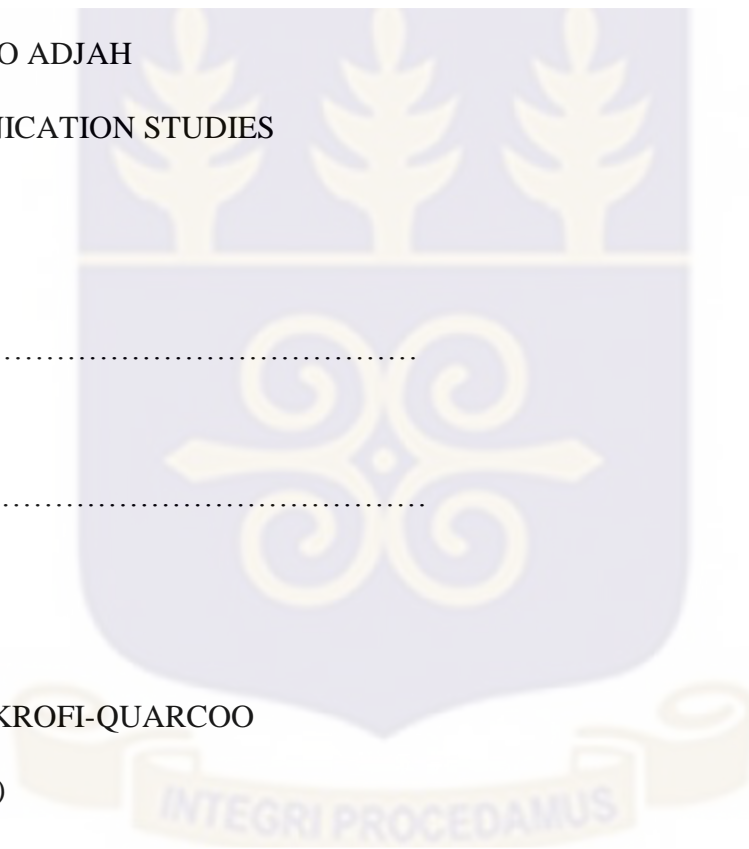 O ADJAH
NICATION STUDIES
……………………………………
……………………………………
KROFI-QUARCOO
)
INTEGRI PROCEDAMUS